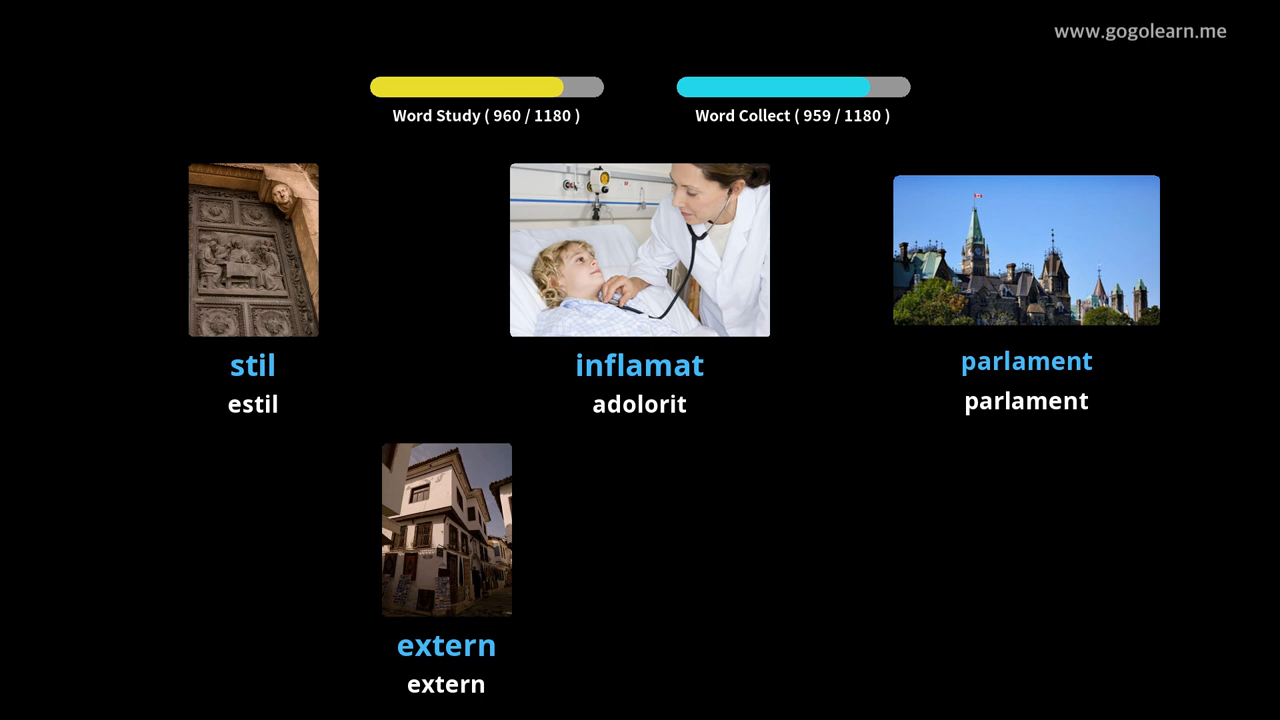 www.gogolearn.me
Word Study ( 960 / 1180 )
Word Collect ( 959 / 1180 )
stil
estil
inflamat
adolorit
parlament
parlament
extern
extern